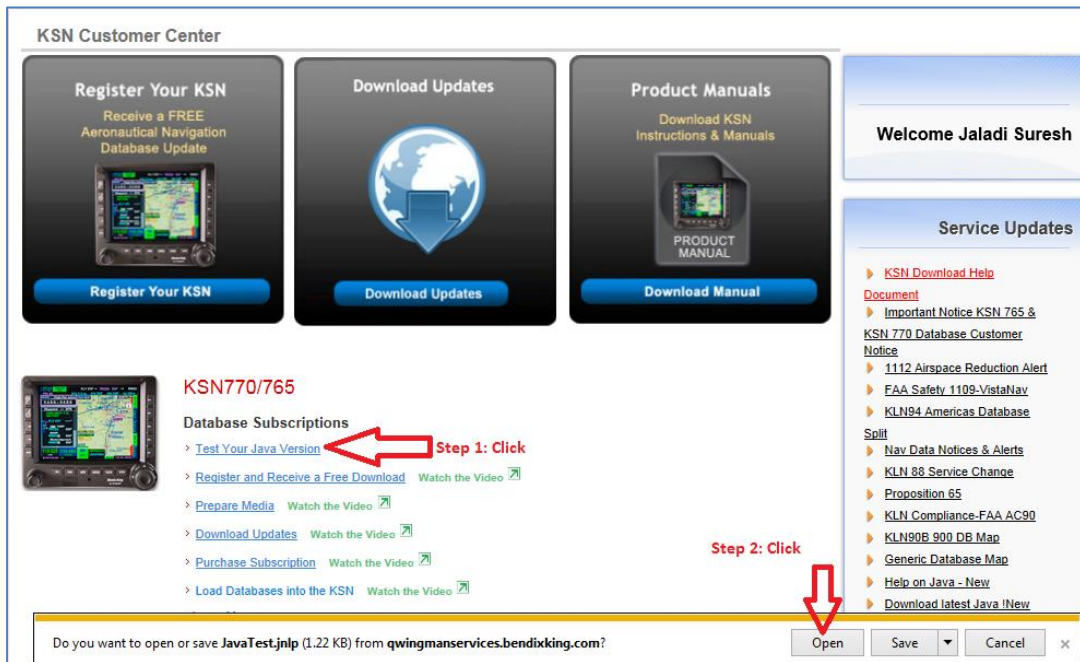 KSN Customer Center
Register Your KSN
Receive a FREE
Aeronautical Navigation
Database Update
Register Your KSN
Download Updates
Download Updates
Product Manuals
Download KSN
Instructions & Manuals
PRODUCT
MANUAL
Download Manual
Welcome Jaladi Suresh
Service Updates
KSN Download Help
Document
Important Notice KSN 765 &
KSN 770 Database Customer
Notice
1112 Airspace Reduction Alert
FAA Safety 1109-VistaNav
KLN94 Americas Database
Split
Nav Data Notices & Alerts
KLN 88 Service Change
Proposition 65
KLN Compliance-FAA AC90
KLN90B 900 DB Map
Generic Database Map
Help on Java - New
Download latest Java !New
KSN770/765
Database Subscriptions
Test Your Java Version
Step 1: Click
Register and Receive a Free Download Watch the Video
Prepare Media Watch the Video
Download Updates Watch the Video
Purchase Subscription Watch the Video
Load Databases into the KSN Watch the Video
Step 2: Click
Do you want to open or save JavaTest.jnlp (1.22 KB) from qwingmanservices.bendixking.com?
Open
Save
Cancel